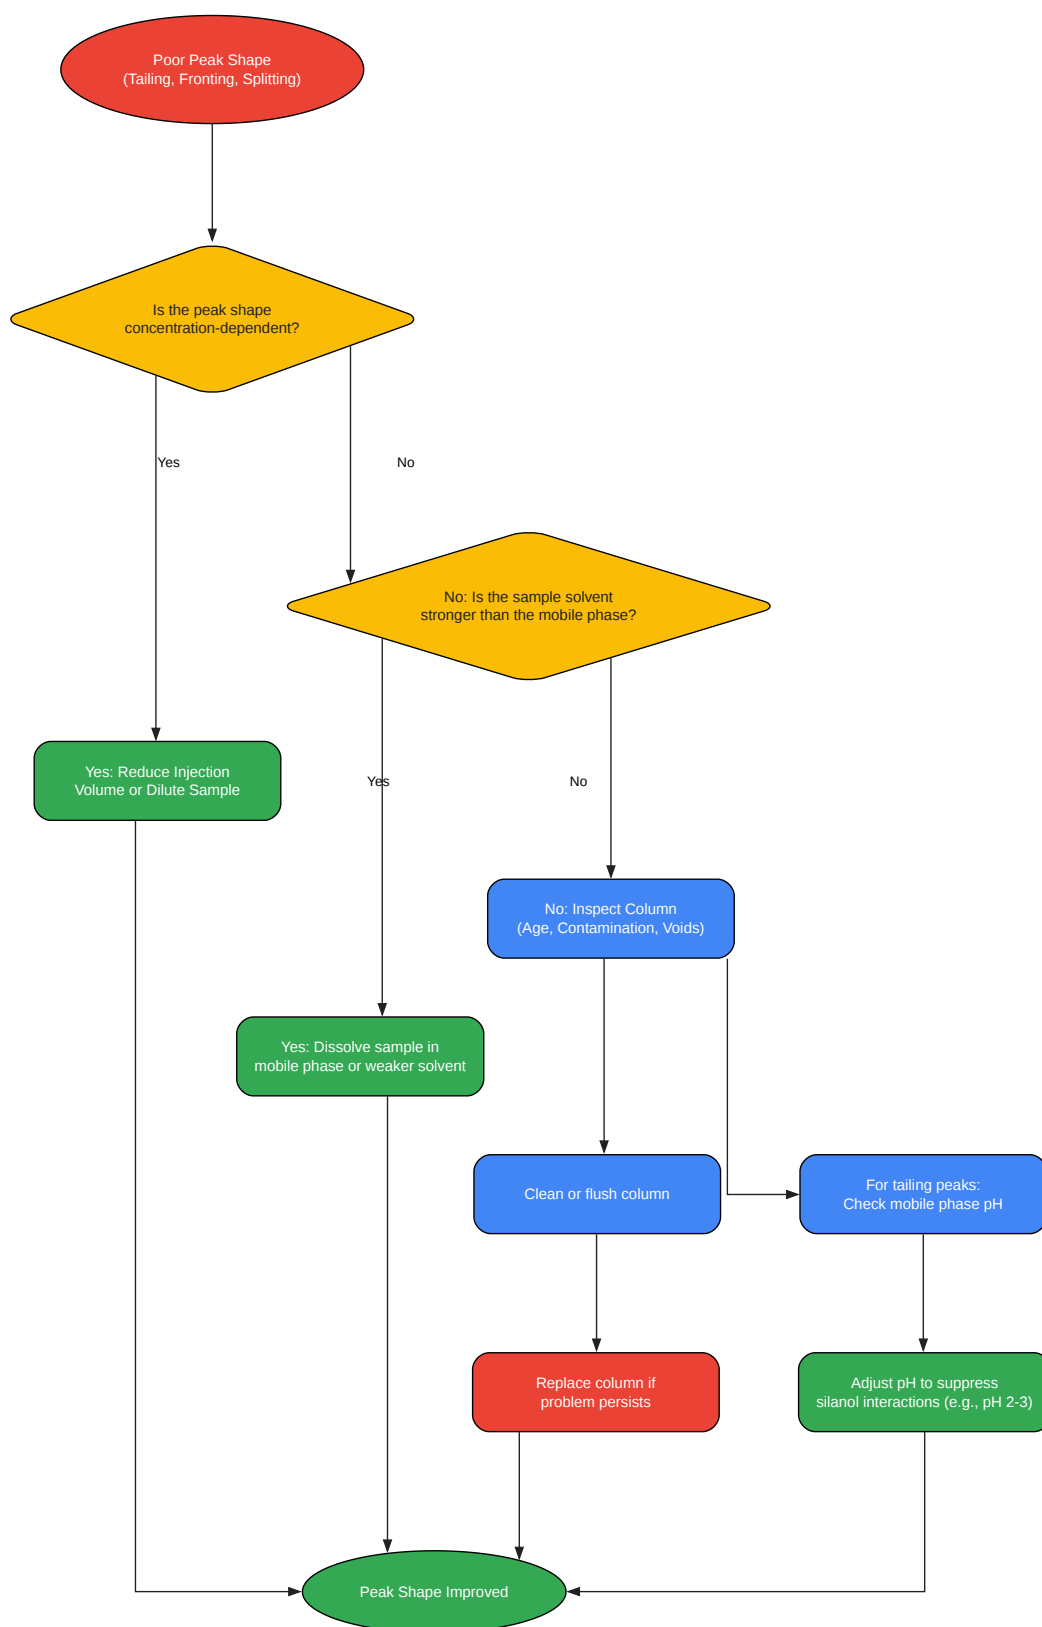 Poor Peak Shape
(Tailing, Fronting, Splitting)
Is the peak shape
concentration-dependent?
Yes
No
No: Is the sample solvent
stronger than the mobile phase?
Yes: Reduce Injection
Volume or Dilute Sample
Yes
No
No: Inspect Column
(Age, Contamination, Voids)
Yes: Dissolve sample in
mobile phase or weaker solvent
Clean or flush column
For tailing peaks:
Check mobile phase pH
Replace column if
problem persists
Adjust pH to suppress
silanol interactions (e.g., pH 2-3)
Peak Shape Improved